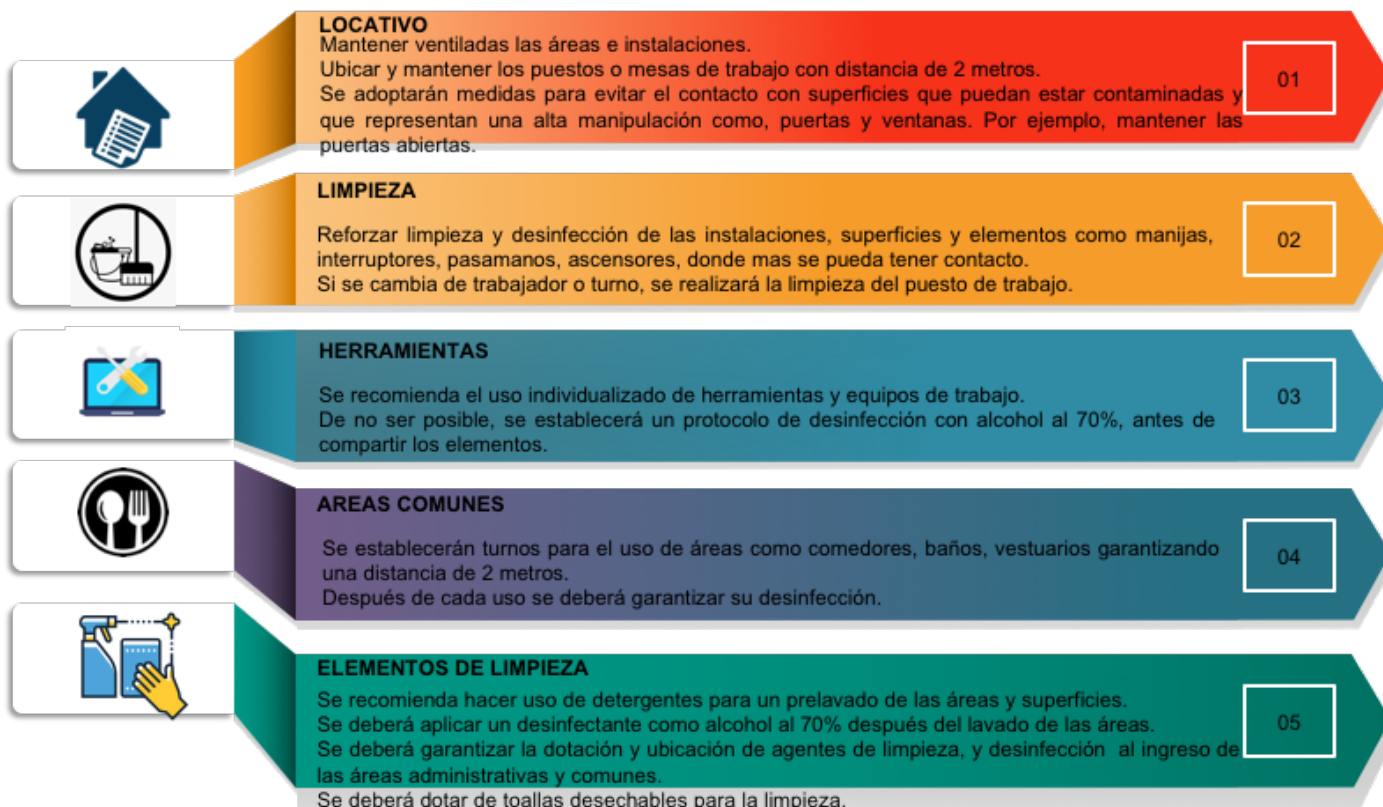 LOCATIVO
Mantener ventiladas las áreas e instalaciones.
Ubicar y mantener los puestos o mesas de trabajo con distancia de 2 metros.
Se adoptarán medidas para evitar el contacto con superficies que puedan estar contaminadas y
que representan una alta manipulación como, puertas y ventanas. Por ejemplo, mantener las
puertas abiertas.
01
LIMPIEZA
Reforzar limpieza y desinfección de las instalaciones, superficies y elementos como manijas,
interruptores, pasamanos, ascensores, donde mas se pueda tener contacto.
Si se cambia de trabajador o turno, se realizará la limpieza del puesto de trabajo.
02
HERRAMIENTAS
Se recomienda el uso individualizado de herramientas y equipos de trabajo.
De no ser posible, se establecerá un protocolo de desinfección con alcohol al 70%, antes de
compartir los elementos.
03
AREAS COMUNES
Se establecerán turnos para el uso de áreas como comedores, baños, vestuarios garantizando
una distancia de 2 metros.
Después de cada uso se deberá garantizar su desinfección.
04
ELEMENTOS DE LIMPIEZA
Se recomienda hacer uso de detergentes para un prelavado de las áreas y superficies.
Se deberá aplicar un desinfectante como alcohol al 70% después del lavado de las áreas.
Se deberá garantizar la dotación y ubicación de agentes de limpieza, y desinfección al ingreso de
las áreas administrativas y comunes.
Se deberá dotar de toallas desechables para la limpieza.
05